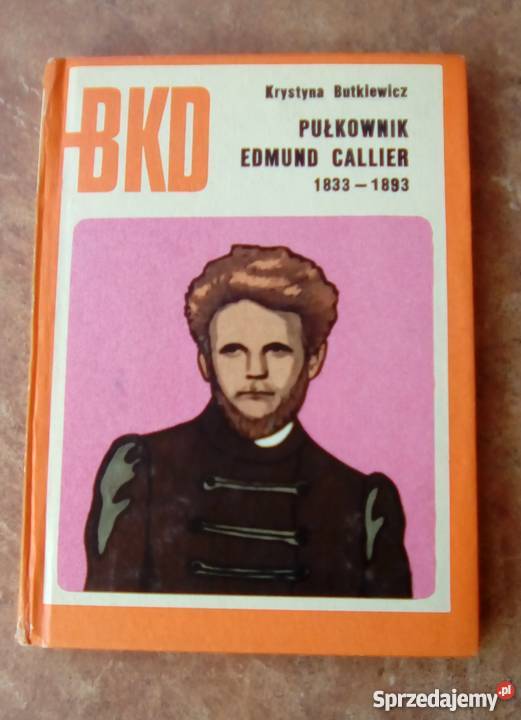 BKD
Krystyna Butkiewicz
PUŁKOWNIK
EDMUND CALLIER
1833 — 1893
Sprzedajemy.pl